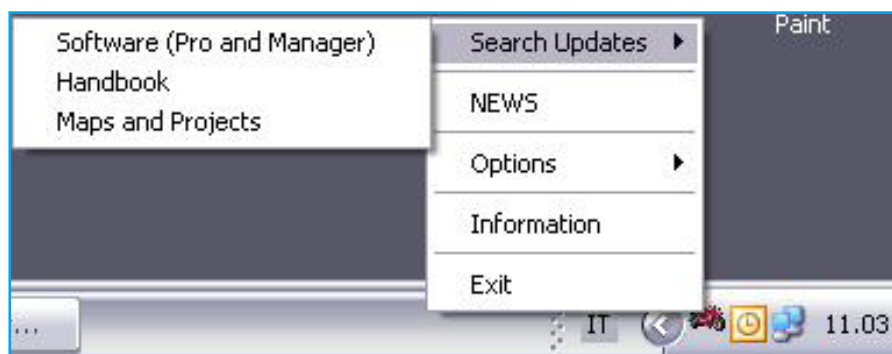 Paint
Software (Pro and Manager)
Handbook
Maps and Projects
Search Updates
NEWS
Options
Information
Exit
...
IT
11.03